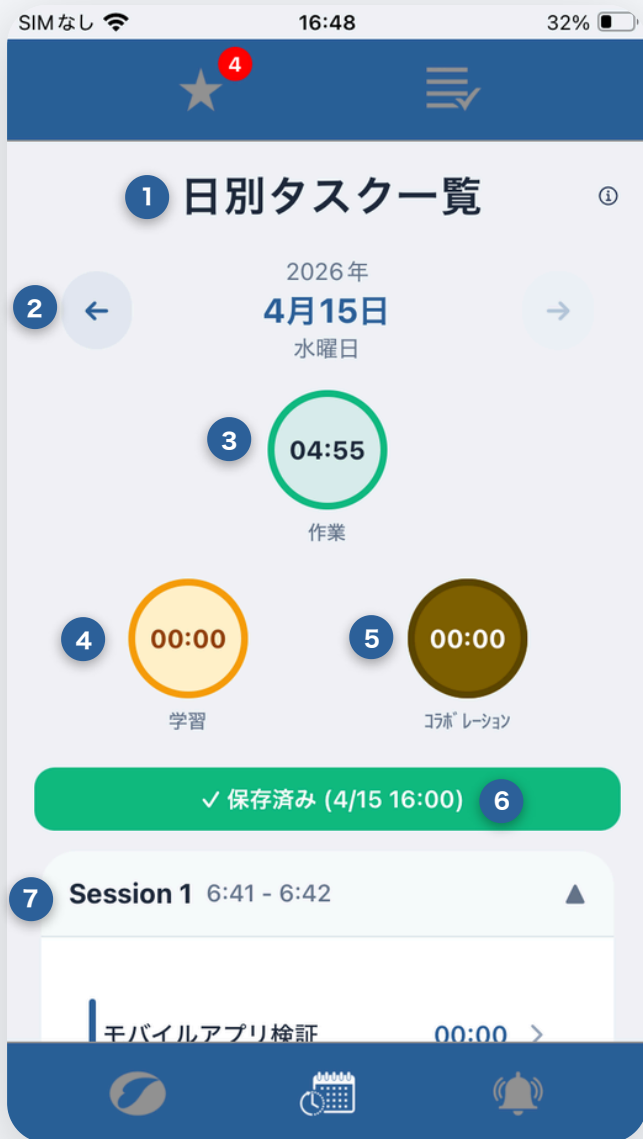 SIMなし 16:48 32%
4
1 日別タスク一覧
2026年
2 4月15日
水曜日
3 04:55
作業
4 00:00 5 00:00
学習 ｺﾗﾎﾞﾚｰｼｮﾝ
✓ 保存済み (4/15 16:00) 6
7 Session 1 6:41 - 6:42
モバイルアプリ検証 00:00